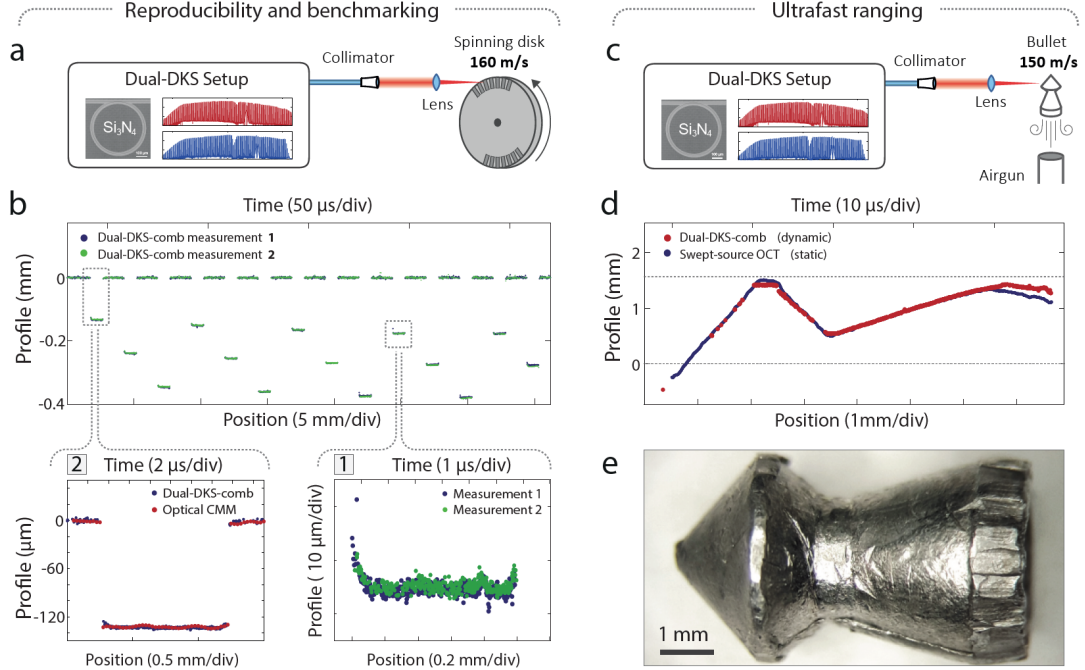 Reproducibility and benchmarking
a
Dual-DKS Setup
Si3N4
Collimator
Lens
Spinning disk
160 m/s
b
Time (50 µs/div)
Dual-DKS-comb measurement 1
Dual-DKS-comb measurement 2
Profile (mm)
0
-0.2
-0.4
Position (5 mm/div)
2
Time (2 µs/div)
Dual-DKS-comb
Optical CMM
Profile (µm)
0
-60
-120
Position (0.5 mm/div)
1
Time (1 µs/div)
Measurement 1
Measurement 2
Profile ( 10 µm/div)
Position (0.2 mm/div)
Ultrafast ranging
c
Dual-DKS Setup
Si3N4
Collimator
Lens
Bullet
150 m/s
Airgun
d
Time (10 µs/div)
Dual-DKS-comb (dynamic)
Swept-source OCT (static)
Profile (mm)
2
1
0
Position (1mm/div)
e
1 mm